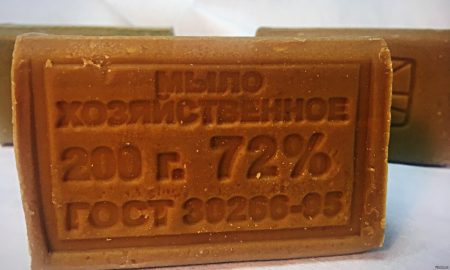 МЫЛО
ХОЗЯЙСТВЕННОЕ
200 г. 72%
ГОСТ 30266-95